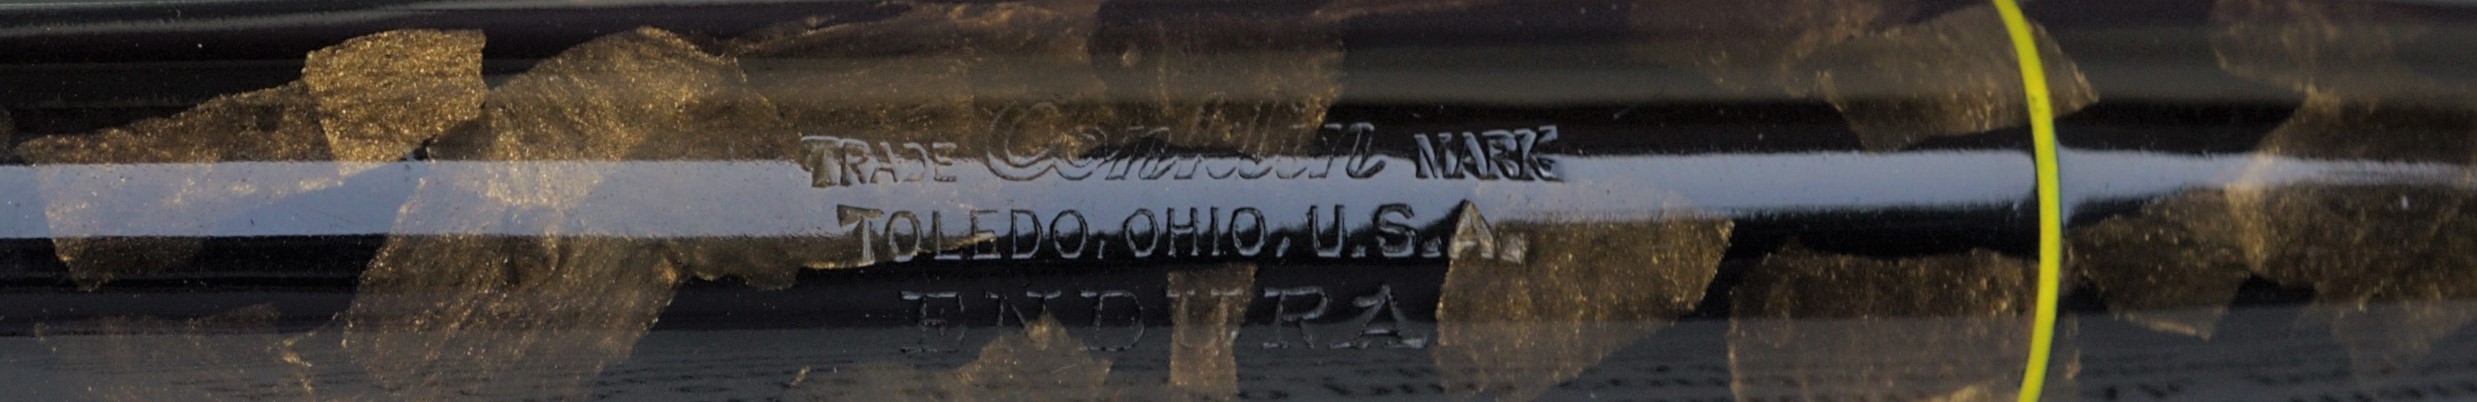 TRADE Conklin MARK
TOLEDO, OHIO, U.S.A.
ENDURA